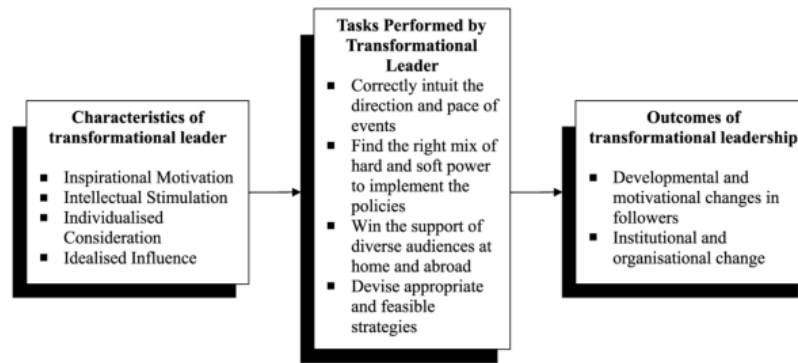 Characteristics of
transformational leader
■ Inspirational Motivation
■ Intellectual Stimulation
■ Individualised
Consideration
■ Idealised Influence
Tasks Performed by
Transformational
Leader
■ Correctly intuit the
direction and pace of
events
■ Find the right mix of
hard and soft power
to implement the
policies
■ Win the support of
diverse audiences at
home and abroad
■ Devise appropriate
and feasible
strategies
Outcomes of
transformational leadership
■ Developmental and
motivational changes in
followers
■ Institutional and
organisational change